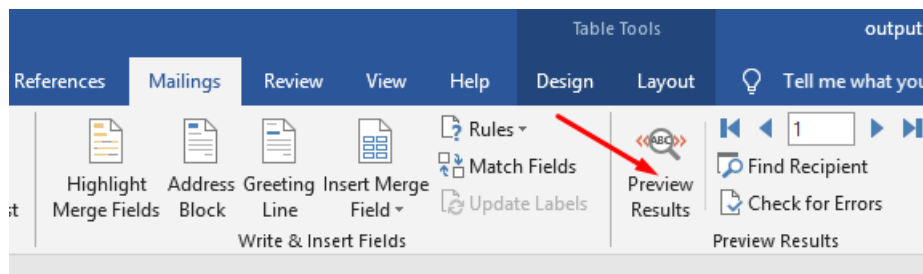 Table Tools
output
References Mailings Review View Help Design Layout Tell me what you
Highlight
Merge Fields
Address
Block
Greeting
Line
Insert Merge
Field
Rules
Match Fields
Update Labels
Write & Insert Fields
ABC
Preview
Results
1
Find Recipient
Check for Errors
Preview Results